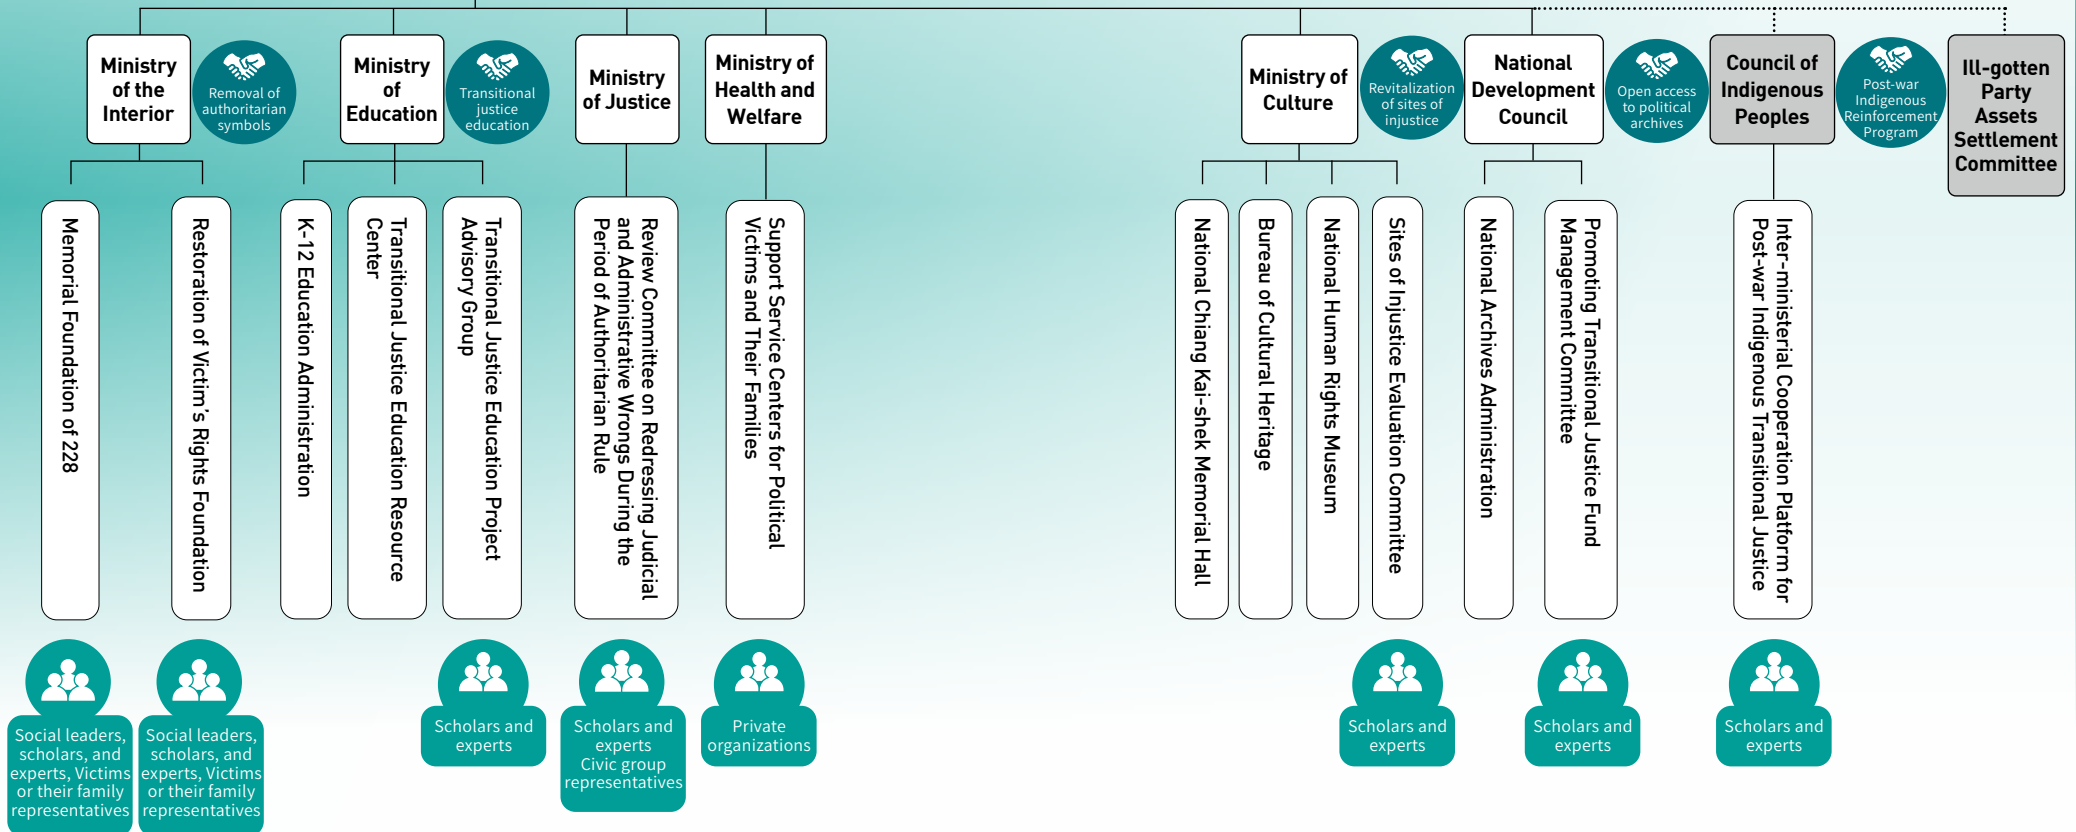 Ministry
of the
Interior
Removal of
authoritarian
symbols
Ministry
of
Education
Transitional
justice
education
Ministry
of Justice
Ministry of
Health and
Welfare
Ministry of
Culture
Revitalization
of sites of
injustice
National
Development
Council
Open access
to political
archives
Council of
Indigenous
Peoples
Post-war
Indigenous
Reinforcement
Program
Ill-gotten
Party
Assets
Settlement
Committee
Memorial Foundation of 228
Restoration of Victim's Rights Foundation
K-12 Education Administration
Transitional Justice Education Resource
Center
Transitional Justice Education Project
Advisory Group
Review Committee on Redressing Judicial
and Administrative Wrongs During the
Period of Authoritarian Rule
Support Service Centers for Political
Victims and Their Families
National Chiang Kai-shek Memorial Hall
Bureau of Cultural Heritage
National Human Rights Museum
Sites of Injustice Evaluation Committee
National Archives Administration
Promoting Transitional Justice Fund
Management Committee
Inter-ministerial Cooperation Platform for
Post-war Indigenous Transitional Justice
Social leaders,
scholars, and
experts, Victims
or their family
representatives
Social leaders,
scholars, and
experts, Victims
or their family
representatives
Scholars and
experts
Scholars and
experts
Civic group
representatives
Private
organizations
Scholars and
experts
Scholars and
experts
Scholars and
experts